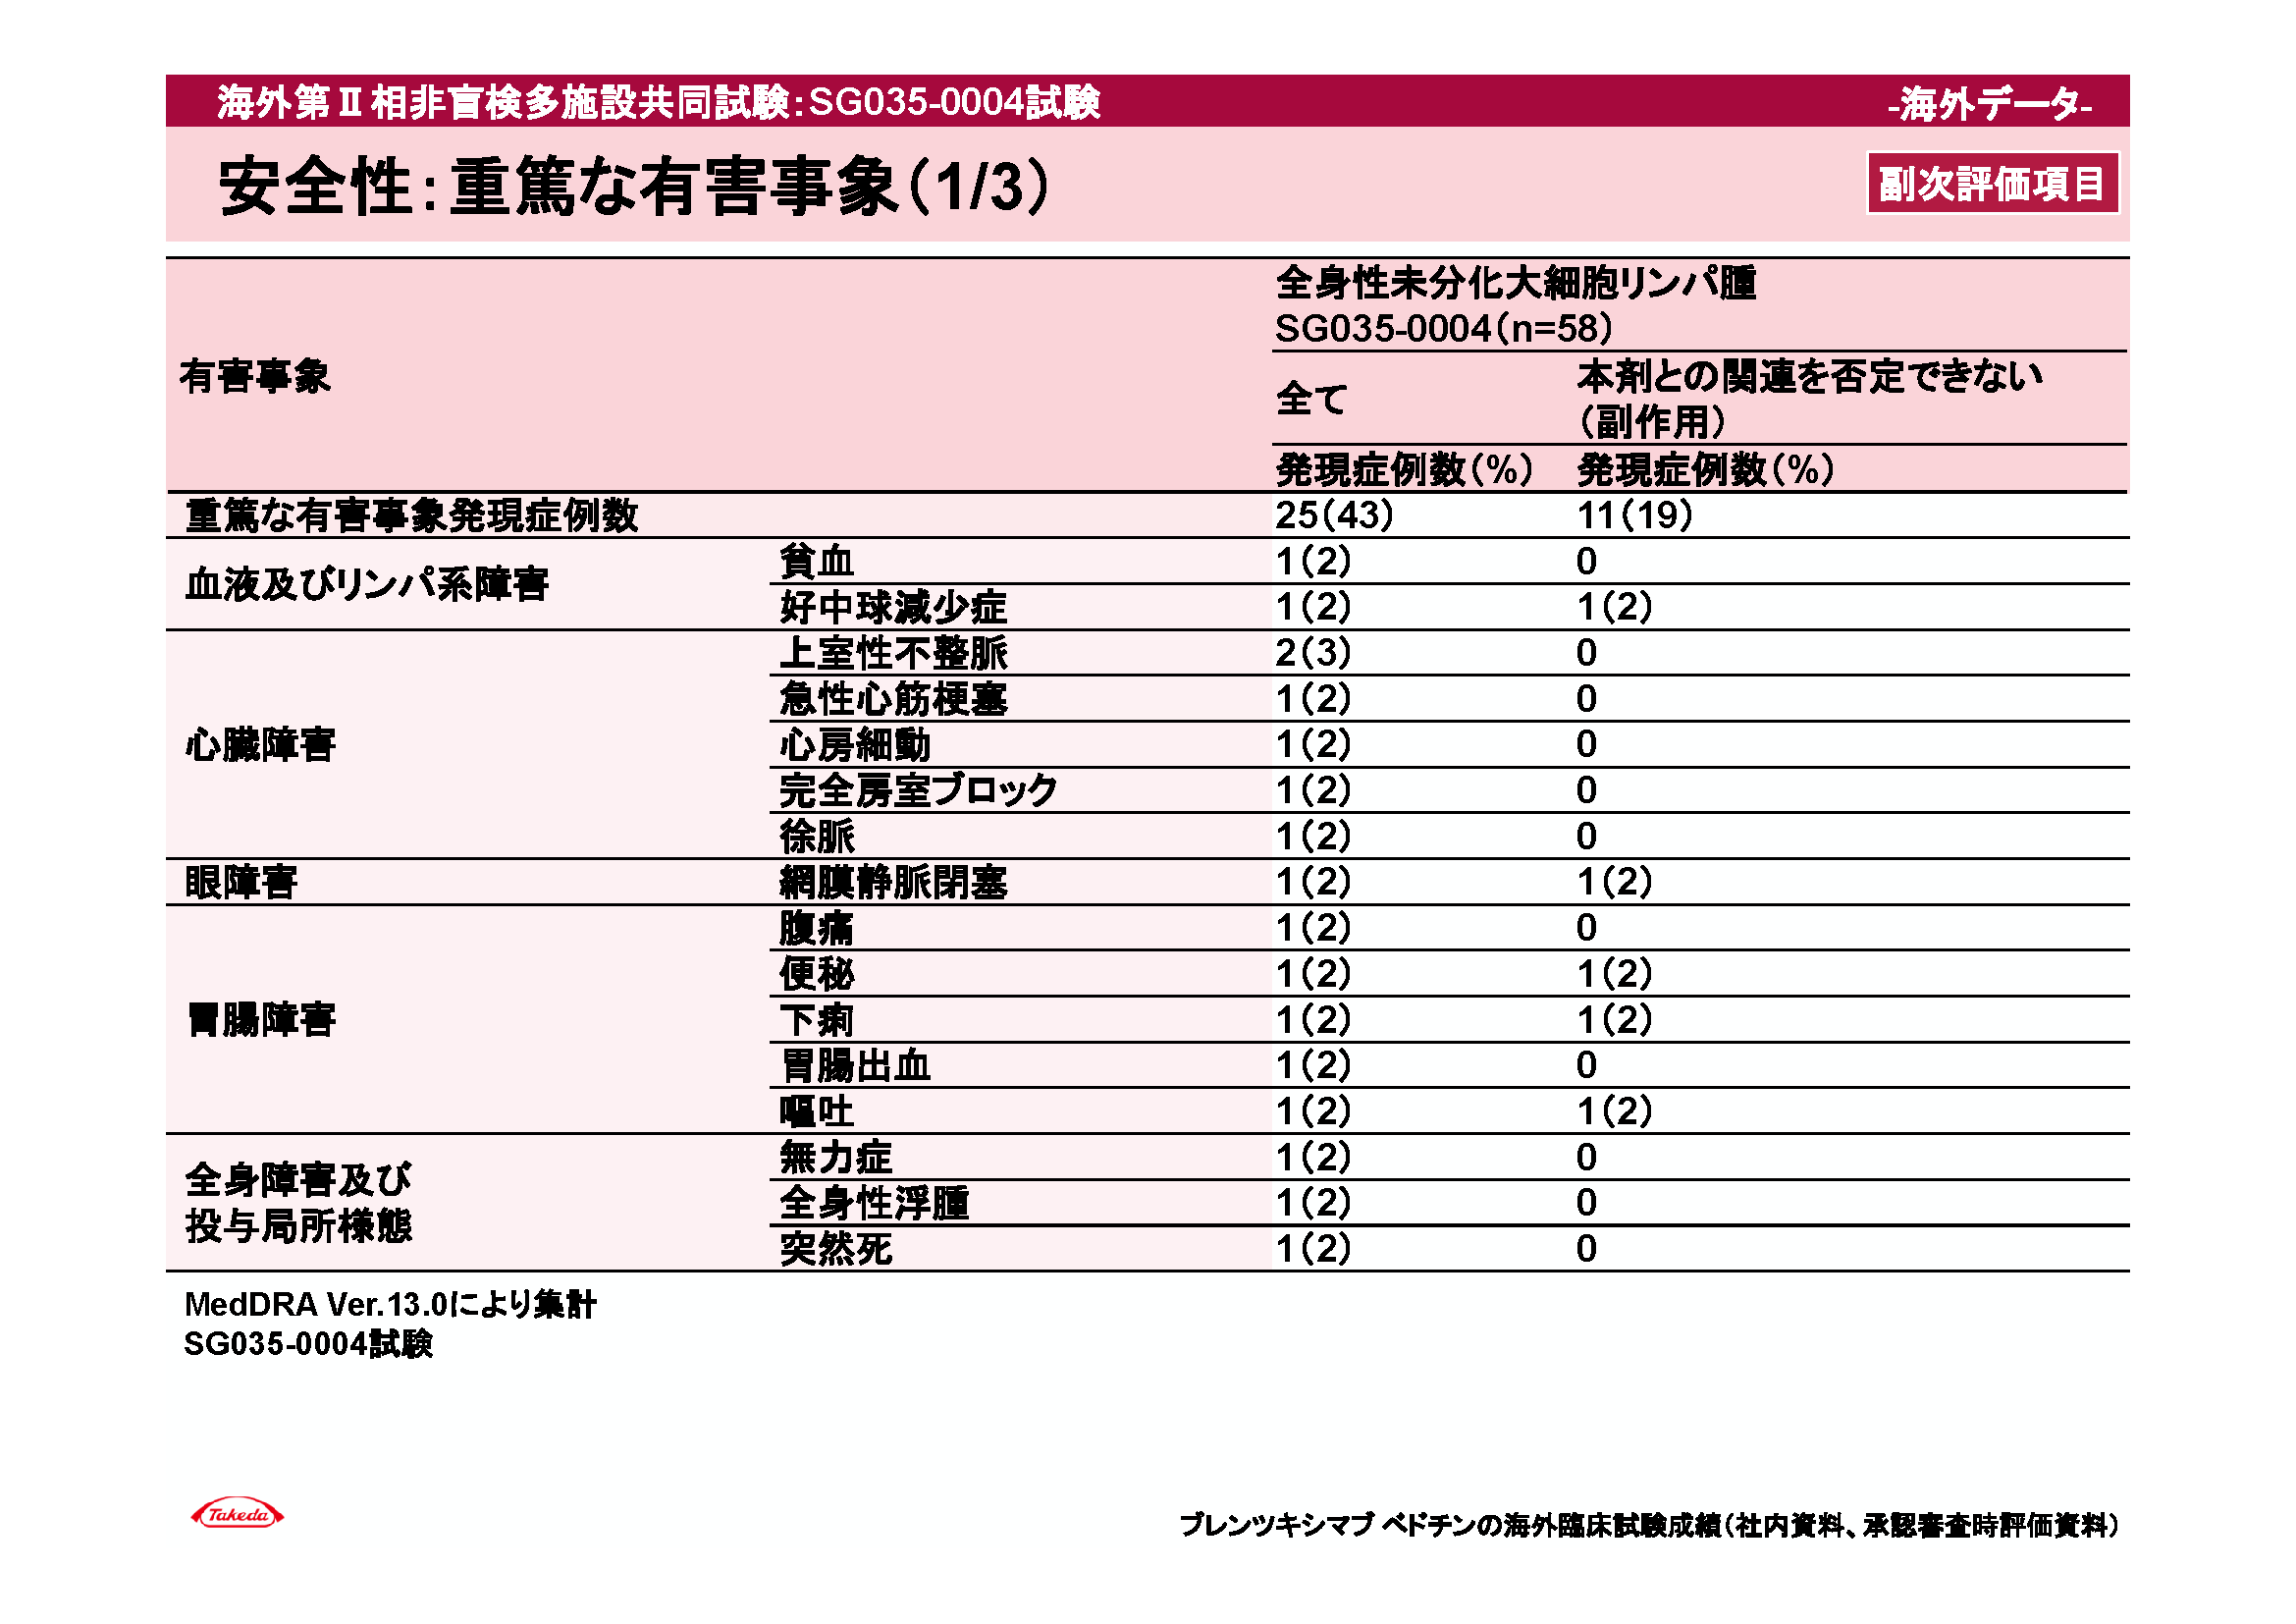 海外第Ⅱ相非盲検多施設共同試験：SG035-0004試験
-海外データ-
安全性：重篤な有害事象（1/3）
副次評価項目
有害事象
全身性未分化大細胞リンパ腫
SG035-0004（n=58）
全て
本剤との関連を否定できない
（副作用）
発現症例数（%） 発現症例数（%）
重篤な有害事象発現症例数 25（43） 11（19）
血液及びリンパ系障害
貧血 1（2） 0
好中球減少症 1（2） 1（2）
心臓障害
上室性不整脈 2（3） 0
急性心筋梗塞 1（2） 0
心房細動 1（2） 0
完全房室ブロック 1（2） 0
徐脈 1（2） 0
眼障害 網膜静脈閉塞 1（2） 1（2）
胃腸障害
腹痛 1（2） 0
便秘 1（2） 1（2）
下痢 1（2） 1（2）
胃腸出血 1（2） 0
嘔吐 1（2） 1（2）
全身障害及び
投与局所様態
無力症 1（2） 0
全身性浮腫 1（2） 0
突然死 1（2） 0
MedDRA Ver.13.0により集計
SG035-0004試験
Takeda
ブレンツキシマブ ベドチンの海外臨床試験成績（社内資料、承認審査時評価資料）